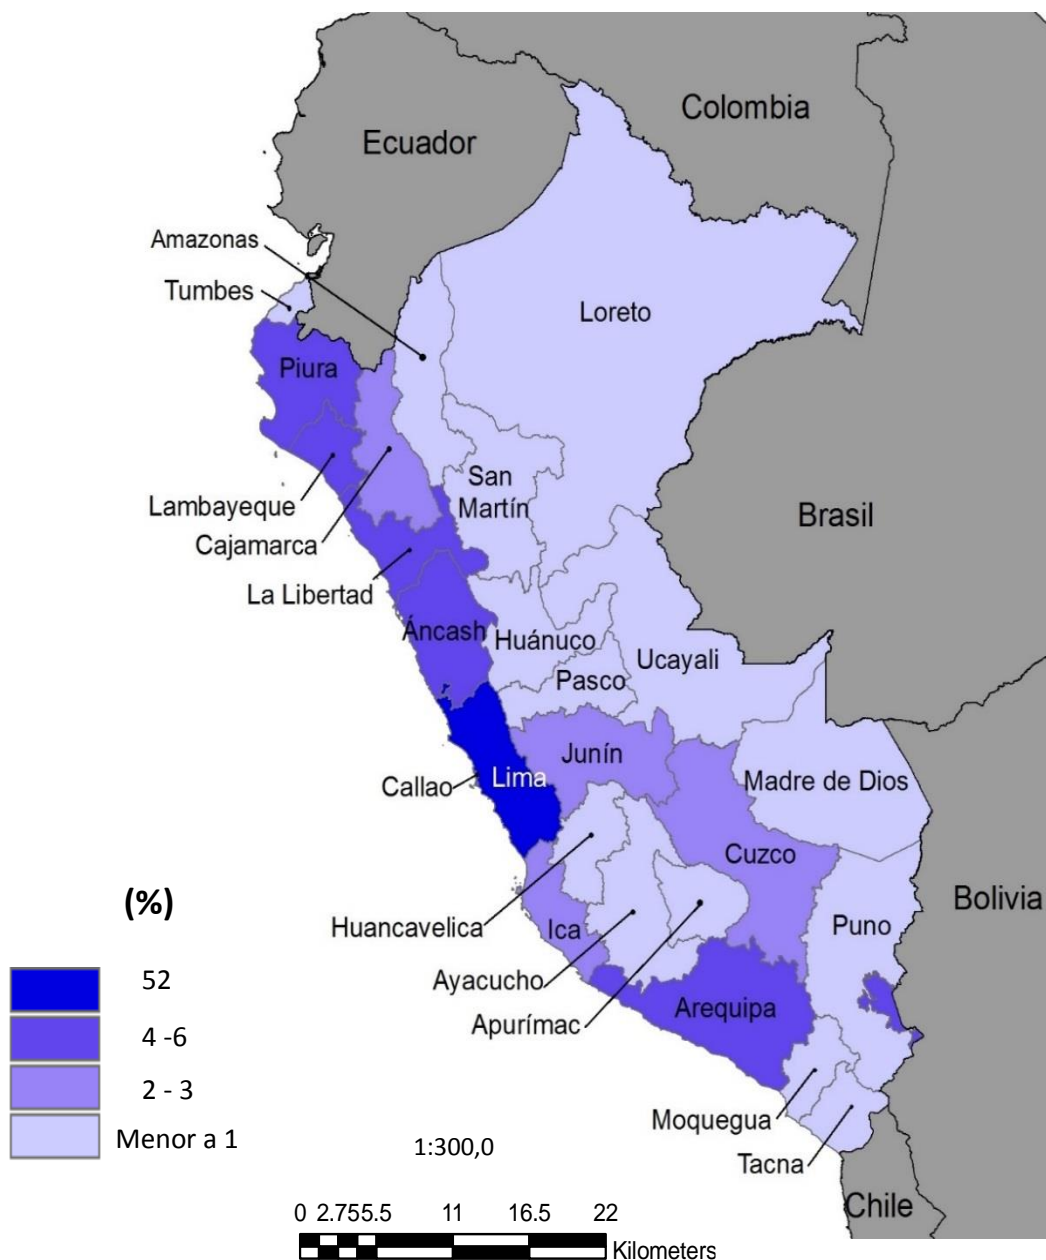 Colombia
Ecuador
Amazonas
Tumbes
Loreto
Piura
San
Martín
Lambayeque
Brasil
Cajamarca
La Libertad
Áncash
Huánuco
Ucayali
Pasco
Junín
Lima
Callao
Madre de Dios
Cuzco
Bolivia
(%)
Huancavelica
Ica
Puno
52
Ayacucho
Arequipa
Apurímac
4 -6
2 - 3
Moquegua
Menor a 1
1:300,0
Tacna
Chile
0 2.755.5 11 16.5 22
Kilometers